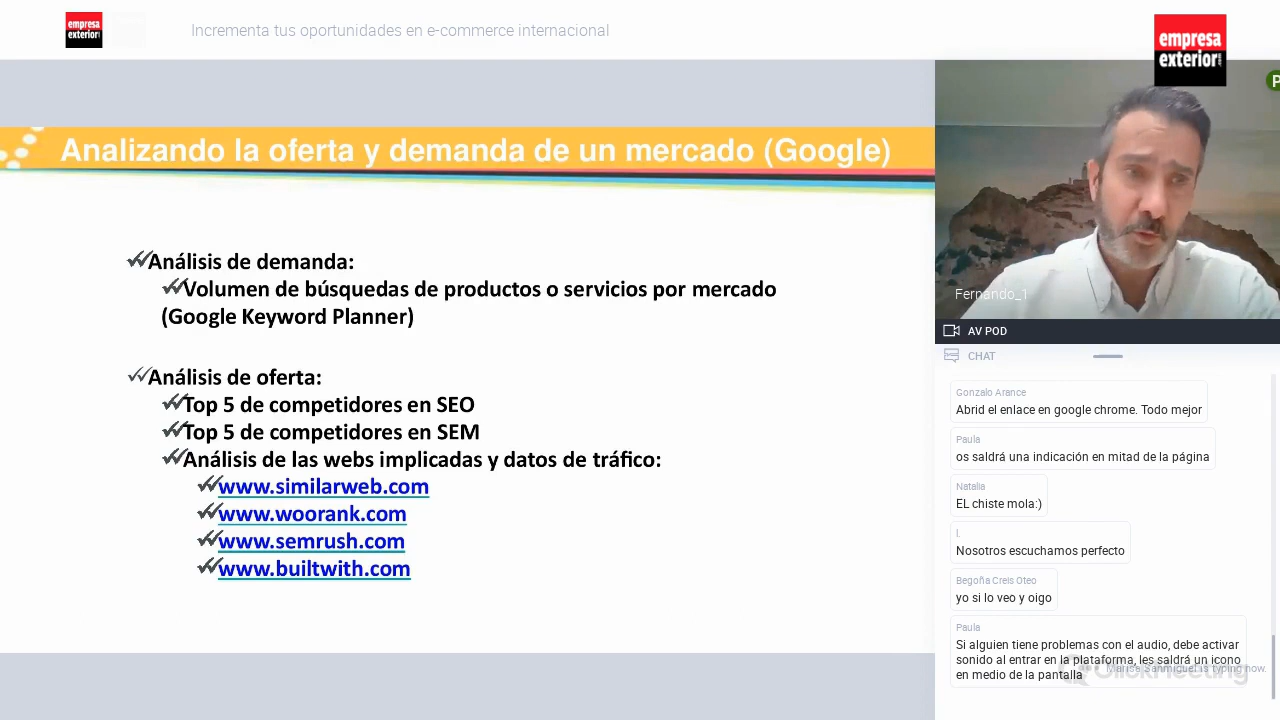 empresa
exterior
Incrementa tus oportunidades en e-commerce internacional
empresa
exterior.com
P
Analizando la oferta y demanda de un mercado (Google)
Análisis de demanda:
Volumen de búsquedas de productos o servicios por mercado
(Google Keyword Planner)
Análisis de oferta:
Top 5 de competidores en SEO
Top 5 de competidores en SEM
Análisis de las webs implicadas y datos de tráfico:
www.similarweb.com
www.woorank.com
www.semrush.com
www.builtwith.com
Fernando_1
AV POD
CHAT
Gonzalo Arance
Abrid el enlace en google chrome. Todo mejor
Paula
os saldrá una indicación en mitad de la página
Natalia
EL chiste mola:)
I.
Nosotros escuchamos perfecto
Begoña Creis Oteo
yo si lo veo y oigo
Paula
Si alguien tiene problemas con el audio, debe activar
sonido al entrar en la plataforma, les saldrá un icono
en medio de la pantalla
Marisa Sanmiguel is typing now.
ClickMeeting